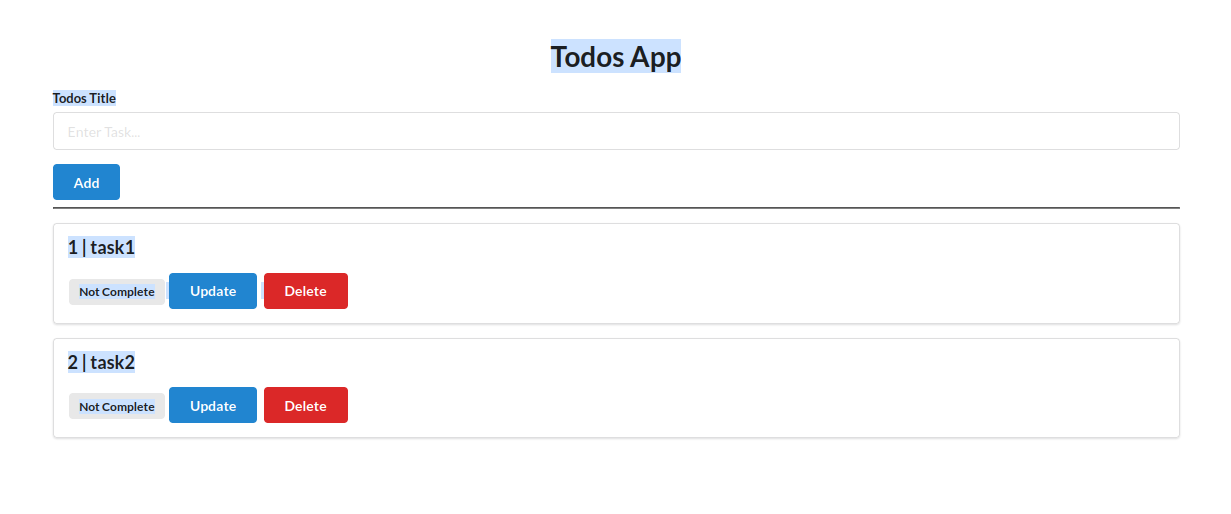 Todos App
Todos Title
Enter Task...
Add
1 | task1
Not Complete Update Delete
2 | task2
Not Complete Update Delete